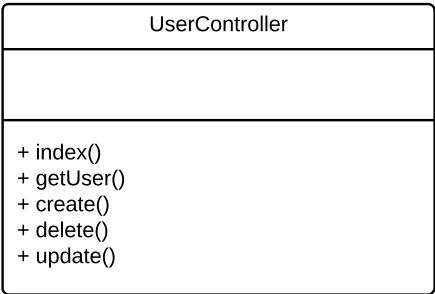 UserController
+ index()
+ getUser()
+ create()
+ delete()
+ update()